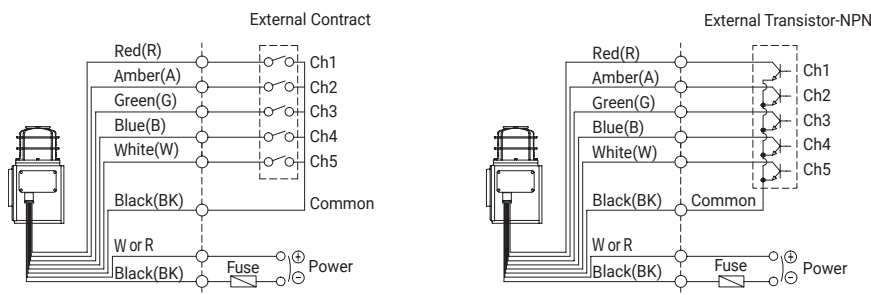 External Contract
Red(R)
Ch1
Amber(A)
Ch2
Green(G)
Ch3
Blue(B)
Ch4
White(W)
Ch5
Black(BK)
Common
W or R
+
Black(BK)
Fuse
-
Power
External Transistor-NPN
Red(R)
Ch1
Amber(A)
Ch2
Green(G)
Ch3
Blue(B)
Ch4
White(W)
Ch5
Black(BK)
Common
W or R
+
Black(BK)
Fuse
-
Power